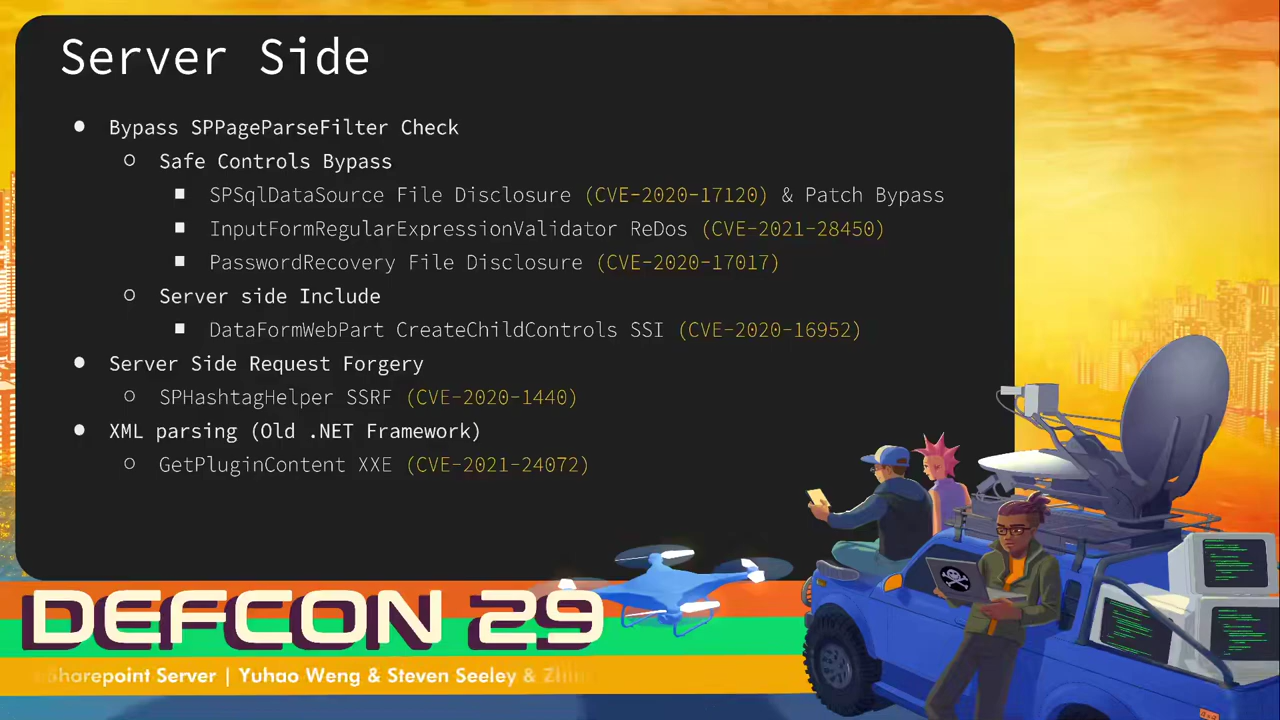 Server Side
● Bypass SPPageParseFilter Check
○ Safe Controls Bypass
■ SPSqlDataSource File Disclosure (CVE-2020-17120) & Patch Bypass
■ InputFormRegularExpressionValidator ReDos (CVE-2021-28450)
■ PasswordRecovery File Disclosure (CVE-2020-17017)
○ Server side Include
■ DataFormWebPart CreateChildControls SSI (CVE-2020-16952)
● Server Side Request Forgery
○ SPHashtagHelper SSRF (CVE-2020-1440)
● XML parsing (Old .NET Framework)
○ GetPluginContent XXE (CVE-2021-24072)
DEFCON 29
Sharepoint Server | Yuhao Weng & Steven Seeley &